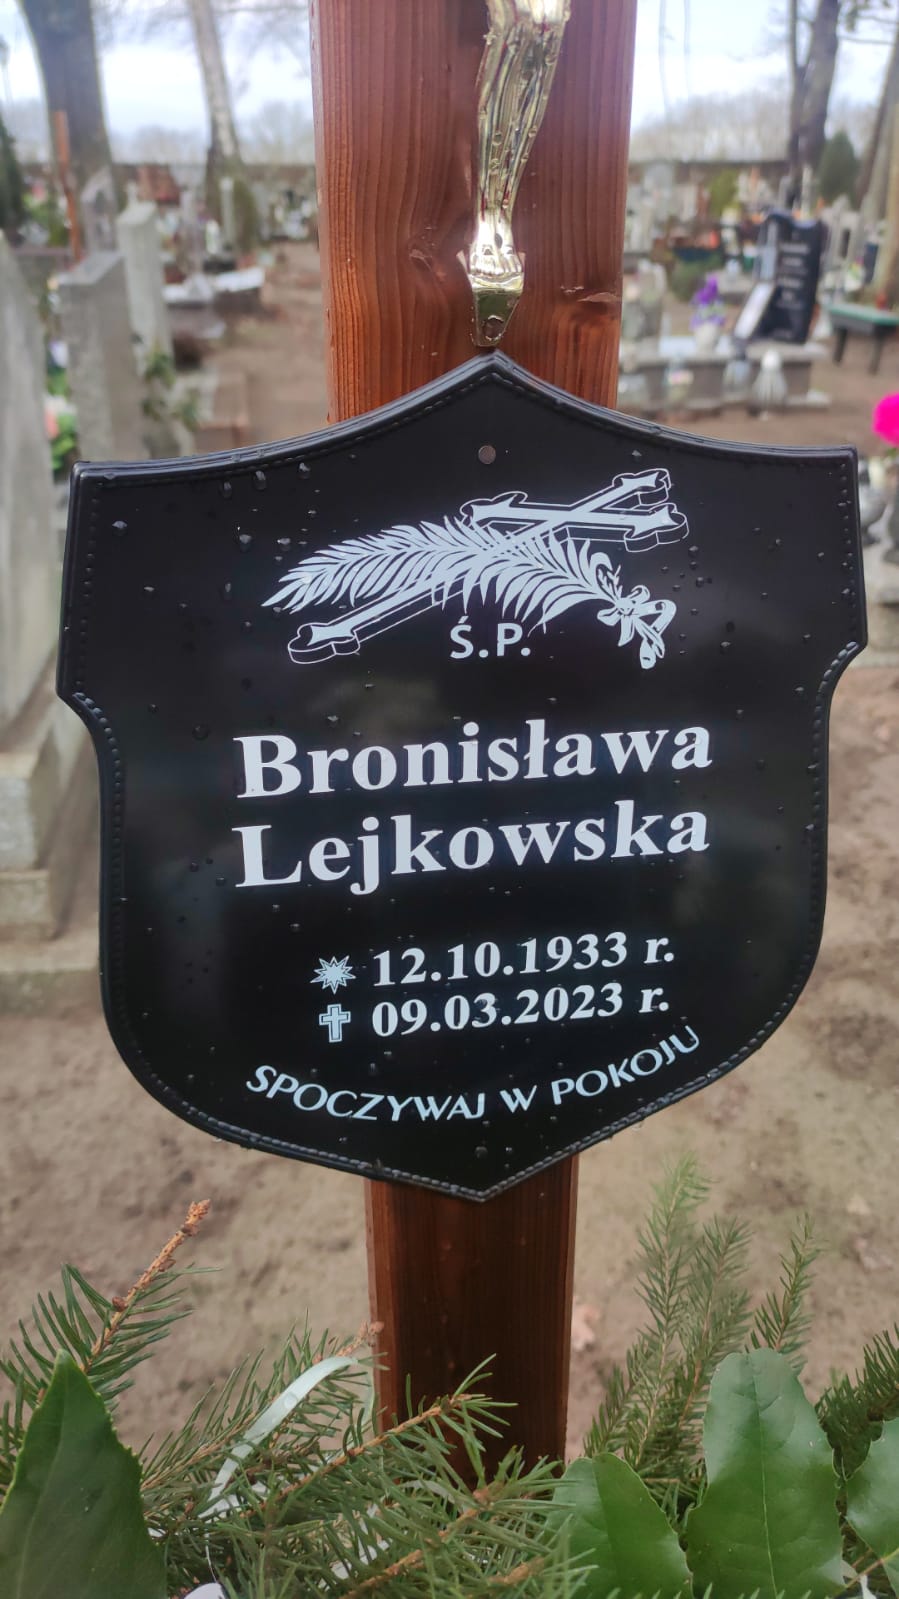 Ś.P.
Bronisława
Lejkowska
12.10.1933 r.
09.03.2023 r.
SPOCZYWAJ W POKOJU